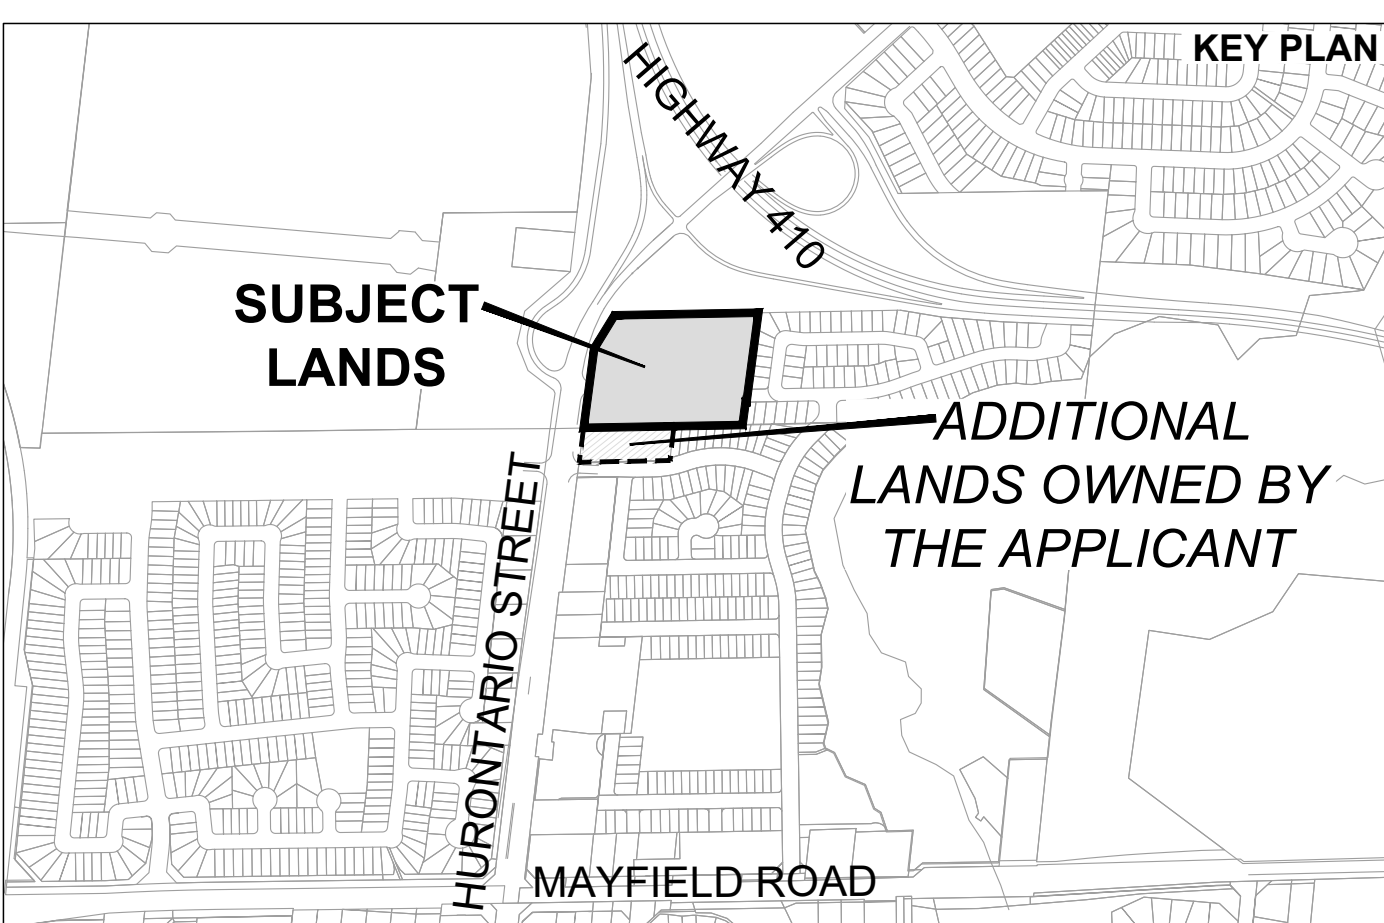 KEY PLAN
HIGHWAY 410
SUBJECT
LANDS
ADDITIONAL
LANDS OWNED BY
THE APPLICANT
HURONTARIO STREET
MAYFIELD ROAD